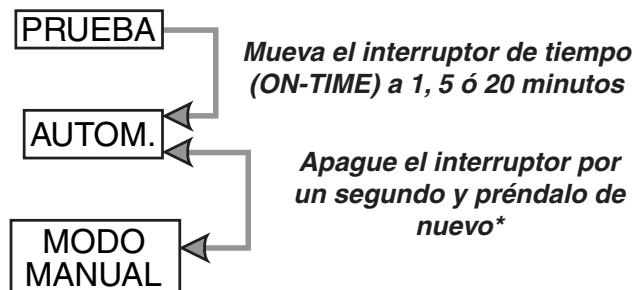 PRUEBA
Mueva el interruptor de tiempo
(ON-TIME) a 1, 5 ó 20 minutos
AUTOM.
Apague el interruptor por
un segundo y préndalo de
nuevo*
MODO
MANUAL